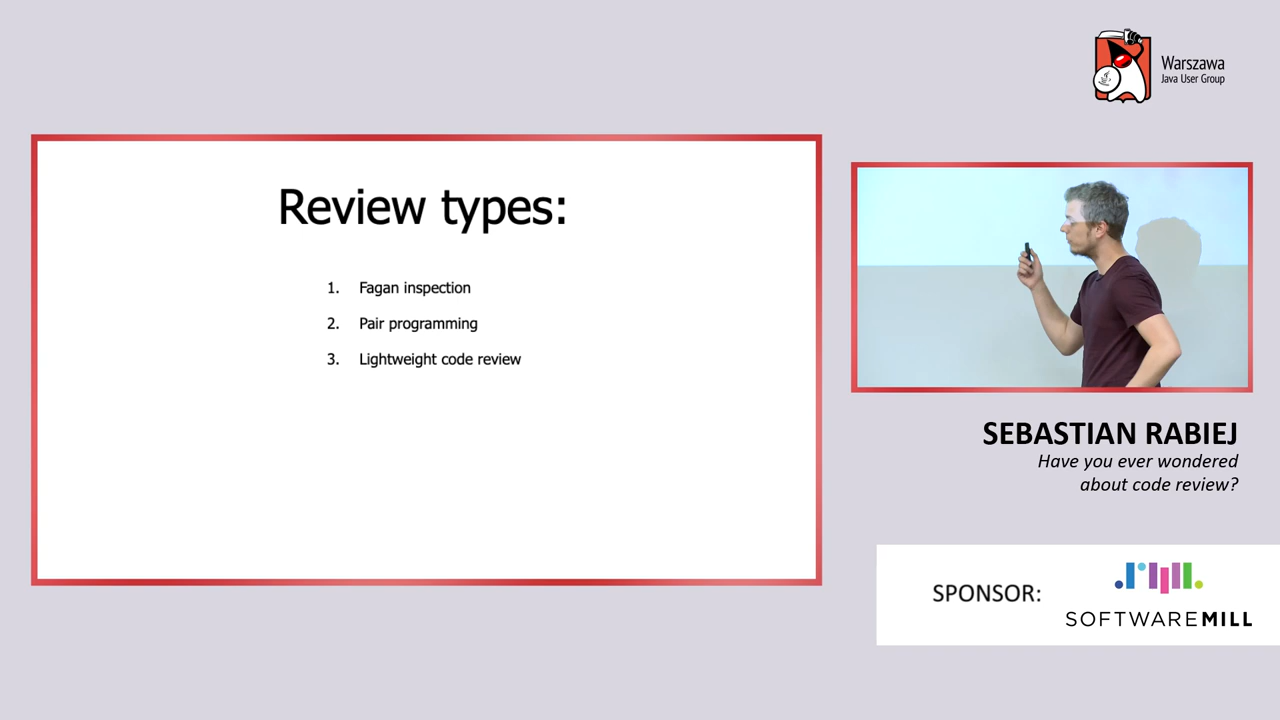 Warszawa
Java User Group
Review types:
1. Fagan inspection
2. Pair programming
3. Lightweight code review
SEBASTIAN RABIEJ
Have you ever wondered
about code review?
SPONSOR:
SOFTWAREMILL